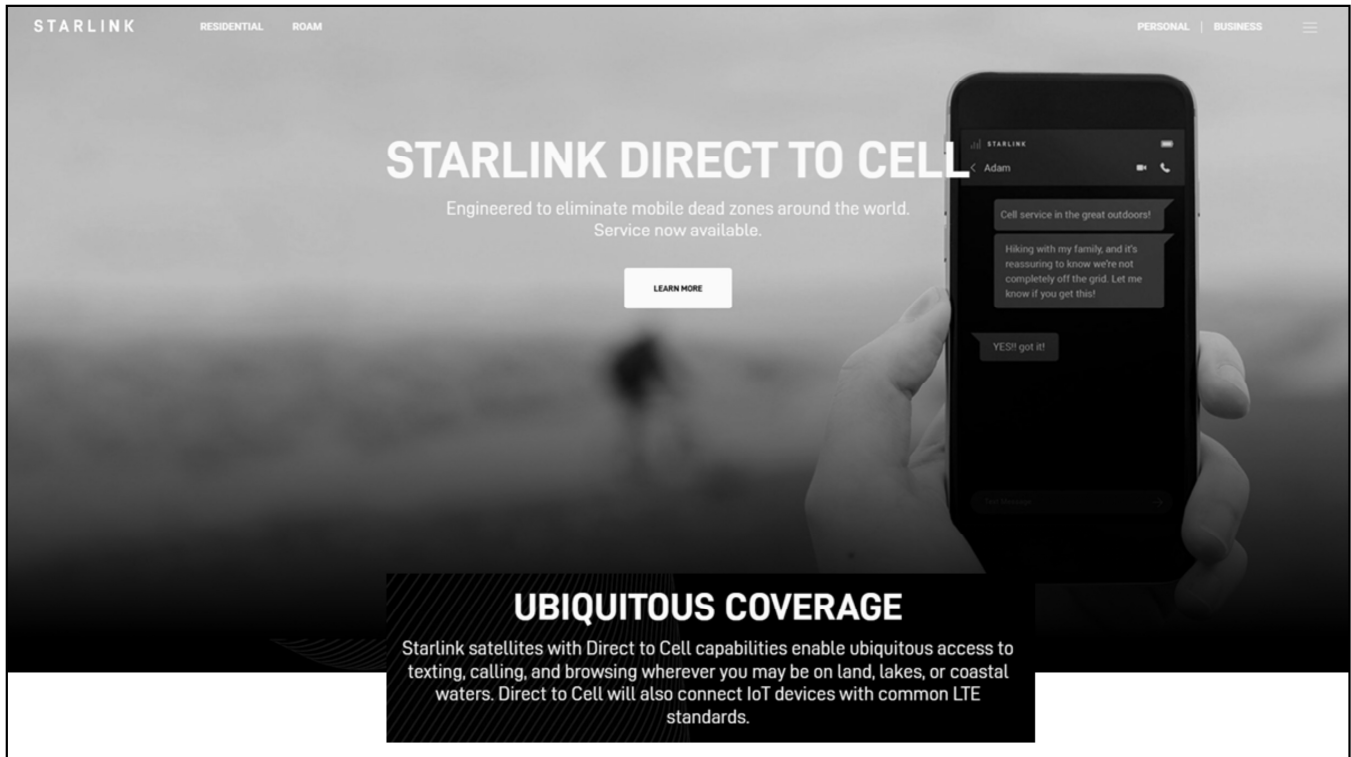 STARLINK
RESIDENTIAL
ROAM
PERSONAL | BUSINESS
STARLINK DIRECT TO CELL
Engineered to eliminate mobile dead zones around the world.
Service now available.
LEARN MORE
STARLINK
Adam
Cell service in the great outdoors!
Hiking with my family, and it's
reassuring to know we're not
completely off the grid. Let me
know if you get this!
YES!! got it!
Text Message
UBIQUITOUS COVERAGE
Starlink satellites with Direct to Cell capabilities enable ubiquitous access to
texting, calling, and browsing wherever you may be on land, lakes, or coastal
waters. Direct to Cell will also connect IoT devices with common LTE
standards.